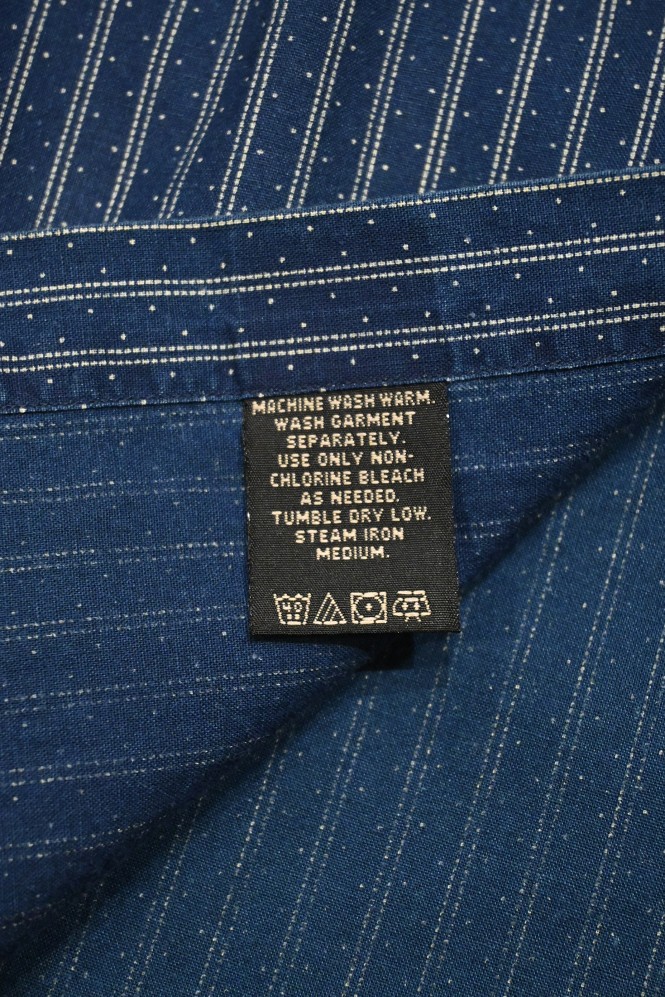 MACHINE WASH WARM.
WASH GARMENT
SEPARATELY.
USE ONLY NON-
CHLORINE BLEACH
AS NEEDED.
TUMBLE DRY LOW.
STEAM IRON
MEDIUM.
40